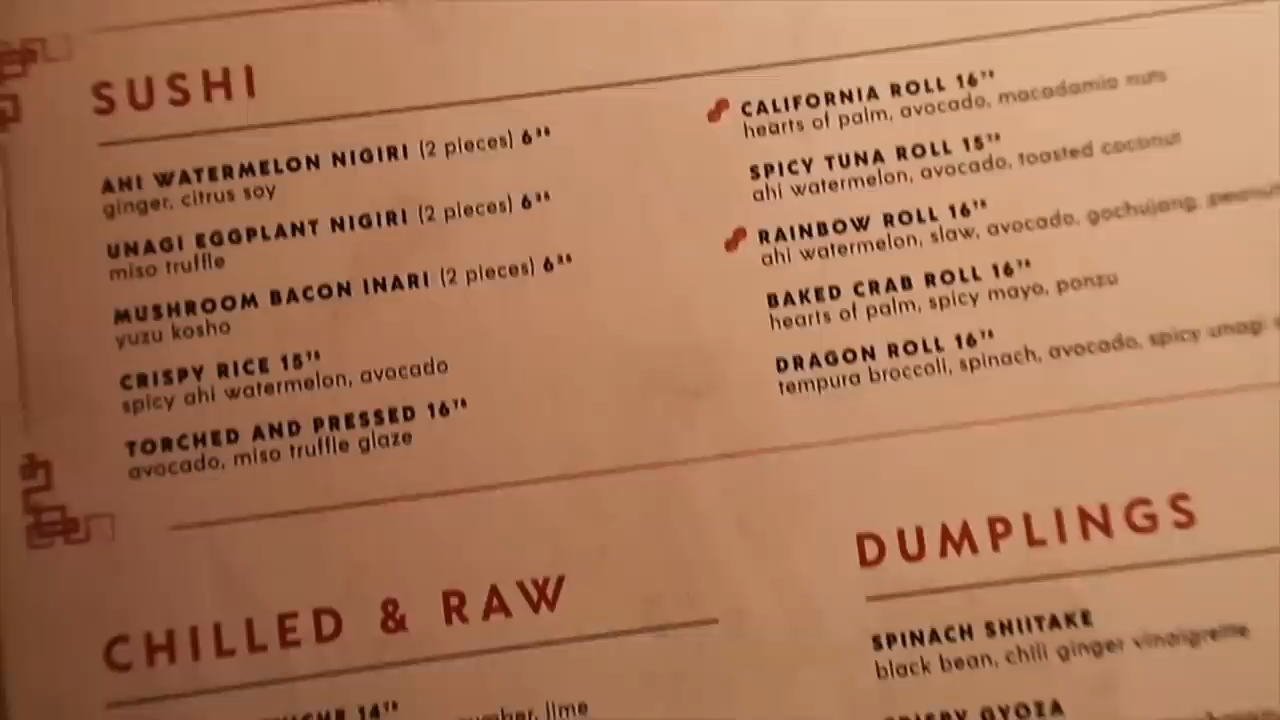 SUSHI
AHI WATERMELON NIGIRI (2 pieces) 6
ginger, citrus soy
UNAGI EGGPLANT NIGIRI (2 pieces) 6
miso truffle
MUSHROOM BACON INARI (2 pieces) 6
yuzu kosho
CRISPY RICE 15
spicy ahi watermelon, avocado
TORCHED AND PRESSED 16
avocado, miso truffle glaze
CALIFORNIA ROLL 16
hearts of palm, avocado, macadamia nuts
SPICY TUNA ROLL 15
ahi watermelon, avocado, toasted coconut
RAINBOW ROLL 16
ahi watermelon, slaw, avocado, gochujang,
BAKED CRAB ROLL 16
hearts of palm, spicy mayo, ponzu
DRAGON ROLL 16
tempura broccoli, spinach, avocado, spicy unagi
CHILLED & RAW
14
lime
DUMPLINGS
SPINACH SHIITAKE
black bean, chili ginger vinaigrette
GYOZA